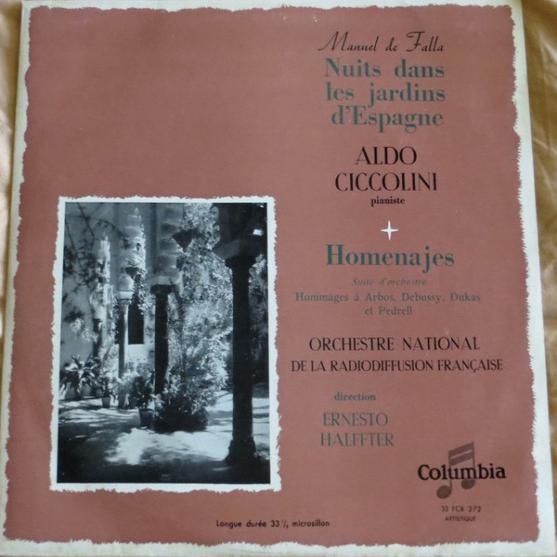 Manuel de Falla
Nuits dans
les jardins
d'Espagne
ALDO
CICCOLINI
pianiste
Homenajes
Suite d'orchestre
Hommages à Arbos, Debussy, Dukas
et Pedrell
ORCHESTRE NATIONAL
DE LA RADIODIFFUSION FRANÇAISE
direction
ERNESTO
HALFFTER
Columbia
33 FCX 373
ARTISTIQUE
Longue durée 33 ⅓ microsillon